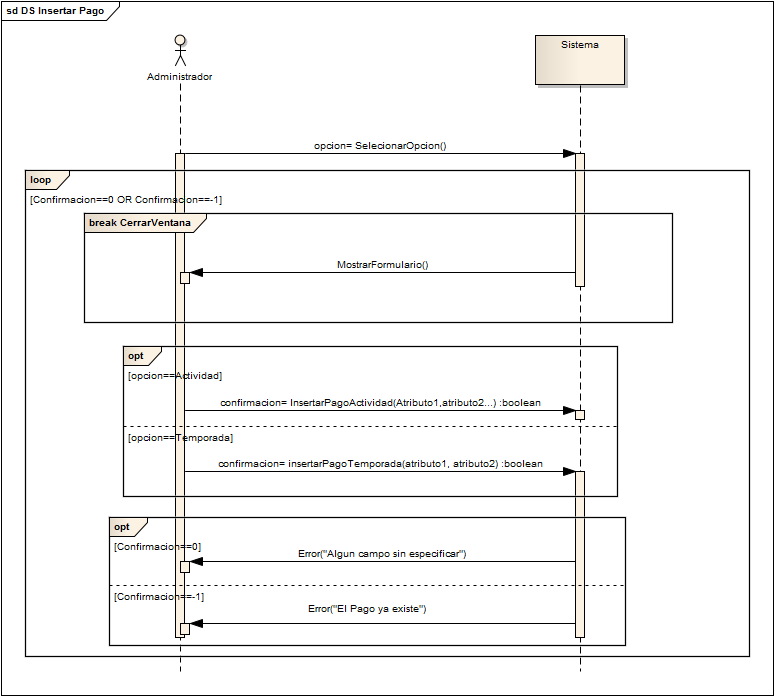 sd DS Insertar Pago
Administrador
Sistema
opcion= SelecionarOpcion()
loop
[Confirmacion==0 OR Confirmacion==-1]
break CerrarVentana
MostrarFormulario()
opt
[opcion==Actividad]
confirmacion= InsertarPagoActividad(Atributo1,atributo2...) :boolean
[opcion==Temporada]
confirmacion= insertarPagoTemporada(atributo1, atributo2) :boolean
opt
[Confirmacion==0]
Error("Algun campo sin especificar")
[Confirmacion==-1]
Error("El Pago ya existe")